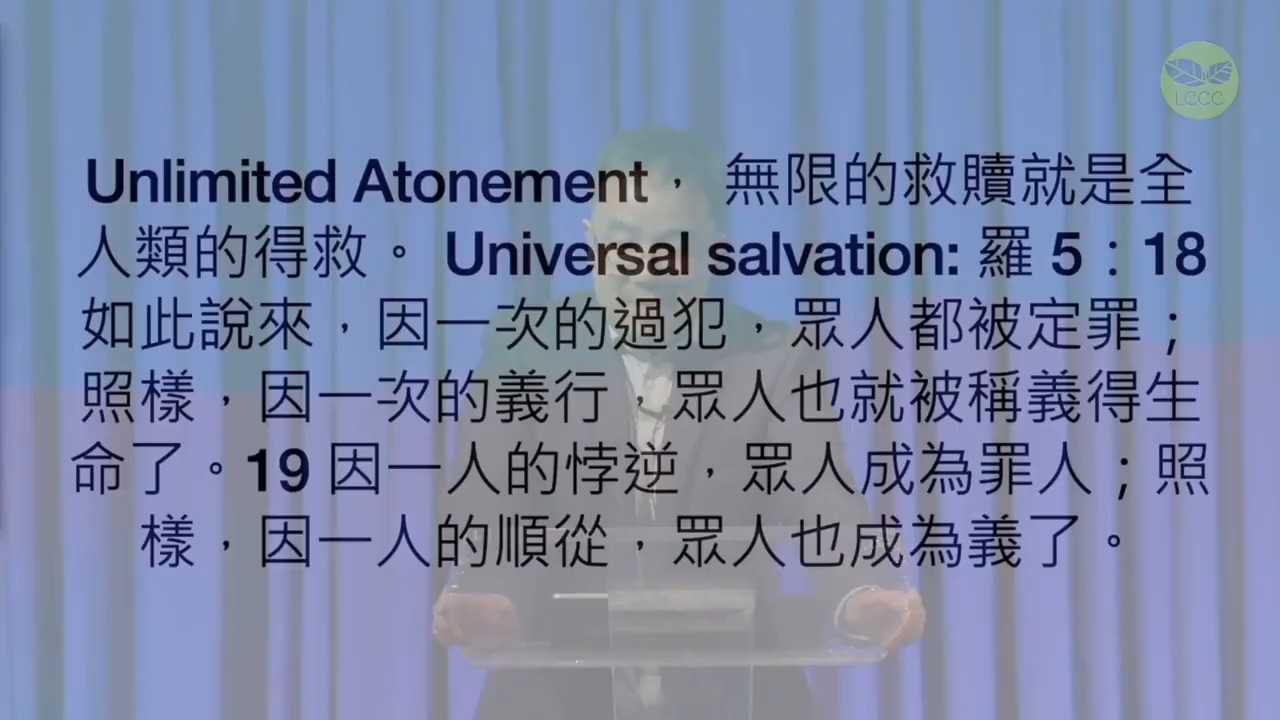 LCCC
Unlimited Atonement， 無限的救贖就是全
人類的得救。 Universal salvation: 羅 5：18
如此說來，因一次的過犯，眾人都被定罪；
照樣，因一次的義行，眾人也就被稱義得生
命了。19 因一人的悖逆，眾人成為罪人；照
樣，因一人的順從，眾人也成為義了。